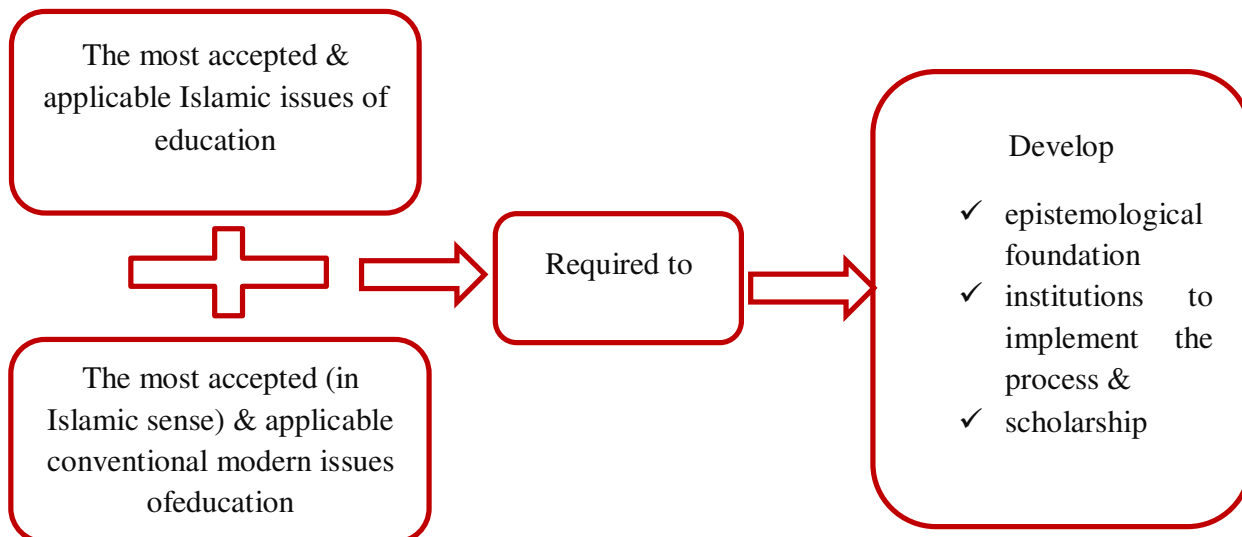 The most accepted &
applicable Islamic issues of
education
The most accepted (in
Islamic sense) & applicable
conventional modern issues
ofeducation
Required to
Develop
✓ epistemological
foundation
✓ institutions to
implement the
process &
✓ scholarship